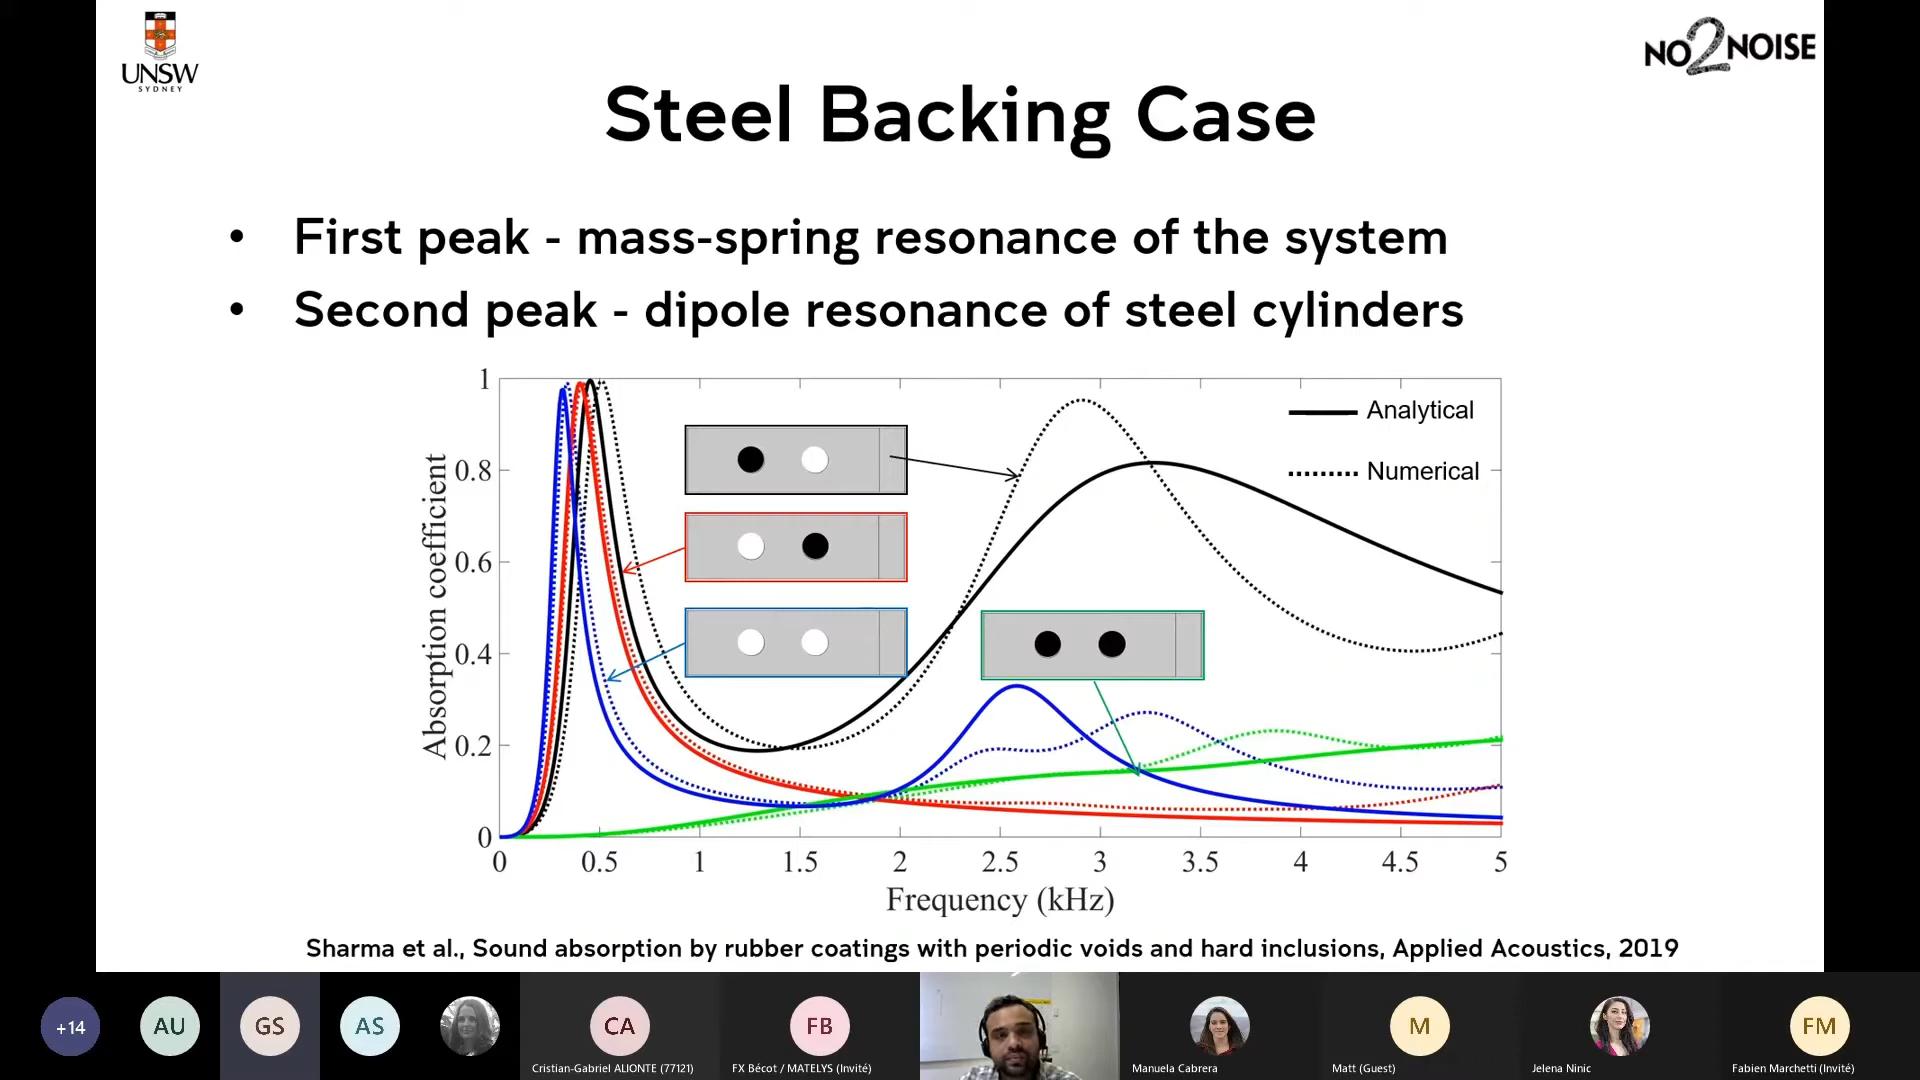 UNSW
SYDNEY
NO2NOISE
Steel Backing Case
• First peak - mass-spring resonance of the system
• Second peak - dipole resonance of steel cylinders
Analytical
Numerical
Absorption coefficient
1
0.8
0.6
0.4
0.2
0
0 0.5 1 1.5 2 2.5 3 3.5 4 4.5 5
Frequency (kHz)
Sharma et al., Sound absorption by rubber coatings with periodic voids and hard inclusions, Applied Acoustics, 2019
+14 AU GS AS CA FB M FM
Cristian-Gabriel ALIONTE (77121) FX Bécot / MATELYS (Invité) Manuela Cabrera Matt (Guest) Jelena Ninic Fabien Marchetti (Invité)